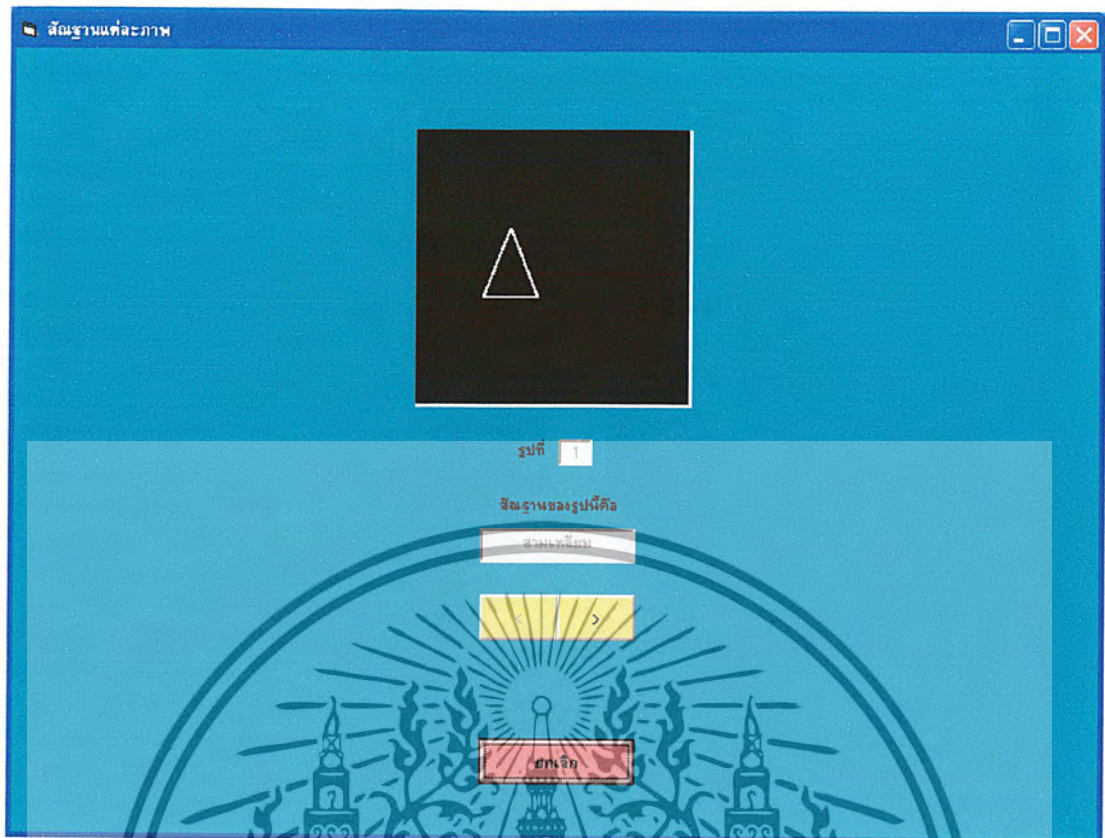 สัณฐานแต่ละภาพ
รูปที่ 1
สัณฐานของรูปนี้คือ
สามเหลี่ยม
< >
ยกเลิก